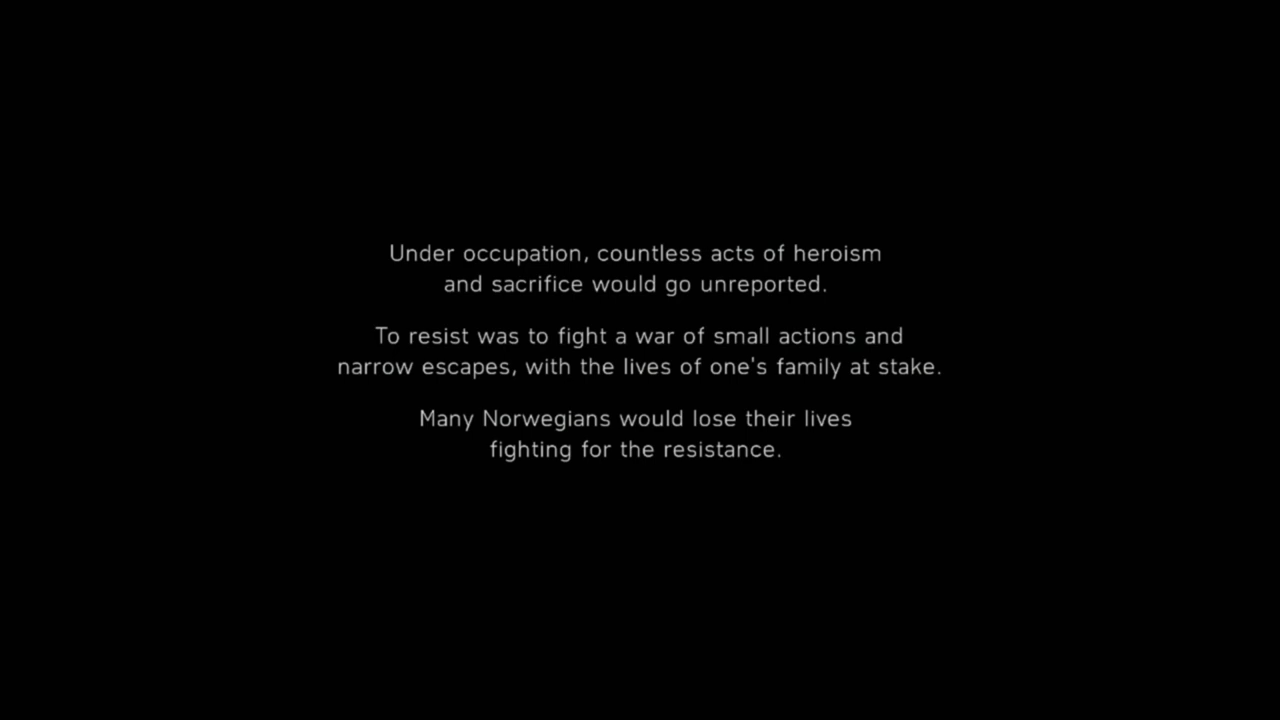 Under occupation, countless acts of heroism
and sacrifice would go unreported.
To resist was to fight a war of small actions and
narrow escapes, with the lives of one's family at stake.
Many Norwegians would lose their lives
fighting for the resistance.